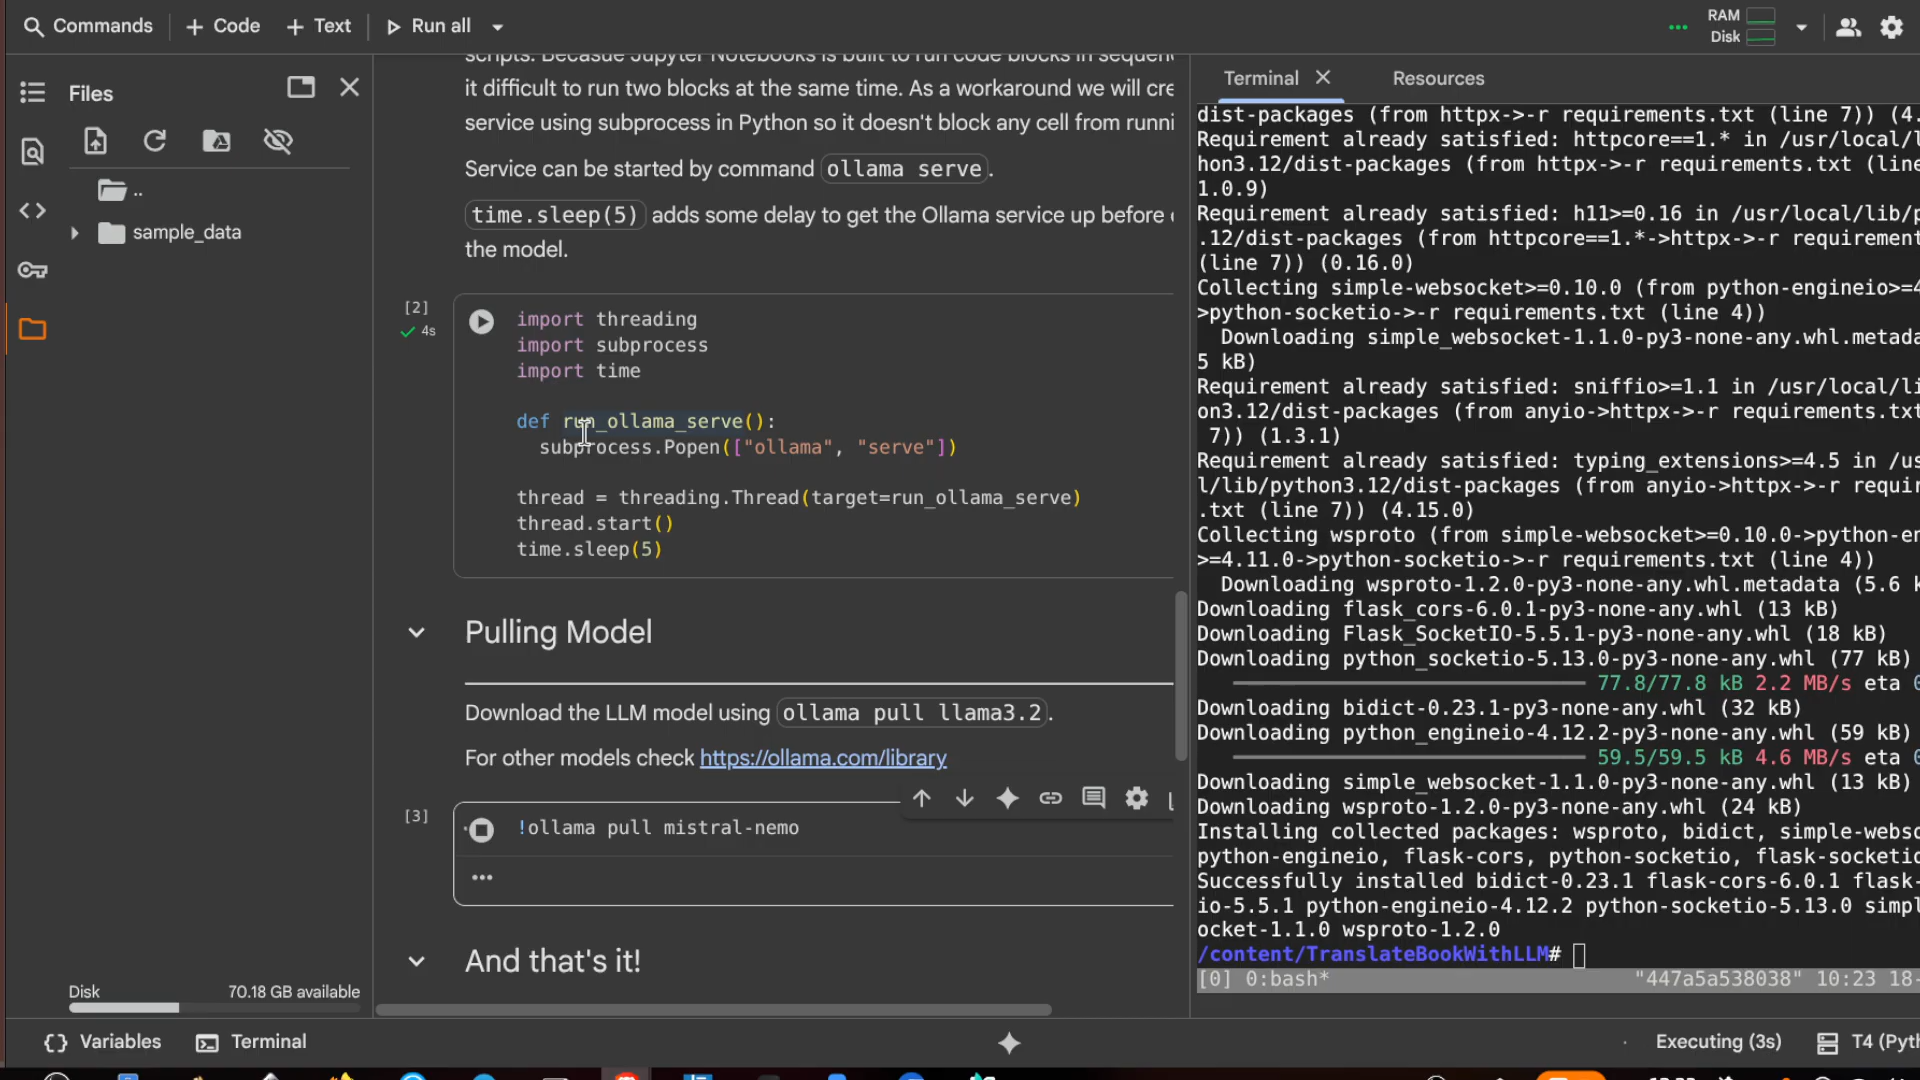 Commands
+ Code
+ Text
Run all
RAM
Disk
Files
..
sample_data
Disk
70.18 GB available
scripts. Becasue Jupyter Notebooks is built to run code blocks in sequen
it difficult to run two blocks at the same time. As a workaround we will cre
service using subprocess in Python so it doesn't block any cell from runni
Service can be started by command ollama serve.
time.sleep(5) adds some delay to get the Ollama service up before
the model.
[2]
4s
import threading
import subprocess
import time
def run_ollama_serve():
subprocess.Popen(["ollama", "serve"])
thread = threading.Thread(target=run_ollama_serve)
thread.start()
time.sleep(5)
Pulling Model
Download the LLM model using ollama pull llama3.2.
For other models check https://ollama.com/library
[3]
!ollama pull mistral-nemo
And that's it!
Terminal
Resources
dist-packages (from httpx->-r requirements.txt (line 7)) (4.
Requirement already satisfied: httpcore==1.* in /usr/local/l
hon3.12/dist-packages (from httpx->-r requirements.txt (line
1.0.9)
Requirement already satisfied: h11>=0.16 in /usr/local/lib/p
.12/dist-packages (from httpcore==1.*->httpx->-r requirement
(line 7)) (0.16.0)
Collecting simple-websocket>=0.10.0 (from python-engineio>=4
>python-socketio->-r requirements.txt (line 4))
Downloading simple_websocket-1.1.0-py3-none-any.whl.metada
5 kB)
Requirement already satisfied: sniffio>=1.1 in /usr/local/li
on3.12/dist-packages (from anyio->httpx->-r requirements.txt
7)) (1.3.1)
Requirement already satisfied: typing_extensions>=4.5 in /us
l/lib/python3.12/dist-packages (from anyio->httpx->-r requir
.txt (line 7)) (4.15.0)
Collecting wsproto (from simple-websocket>=0.10.0->python-en
>=4.11.0->python-socketio->-r requirements.txt (line 4))
Downloading wsproto-1.2.0-py3-none-any.whl.metadata (5.6 k
Downloading flask_cors-6.0.1-py3-none-any.whl (13 kB)
Downloading Flask_SocketIO-5.5.1-py3-none-any.whl (18 kB)
Downloading python_socketio-5.13.0-py3-none-any.whl (77 kB)
77.8/77.8 kB 2.2 MB/s eta 0
Downloading bidict-0.23.1-py3-none-any.whl (32 kB)
Downloading python_engineio-4.12.2-py3-none-any.whl (59 kB)
59.5/59.5 kB 4.6 MB/s eta 0
Downloading simple_websocket-1.1.0-py3-none-any.whl (13 kB)
Downloading wsproto-1.2.0-py3-none-any.whl (24 kB)
Installing collected packages: wsproto, bidict, simple-webso
python-engineio, flask-cors, python-socketio, flask-socketio
Successfully installed bidict-0.23.1 flask-cors-6.0.1 flask-
io-5.5.1 python-engineio-4.12.2 python-socketio-5.13.0 simpl
ocket-1.1.0 wsproto-1.2.0
/content/TranslateBookWithLLM#
[0] 0:bash* "447a5a538038" 10:23 18-
Variables
Terminal
Executing (3s)
T4 (Pyth